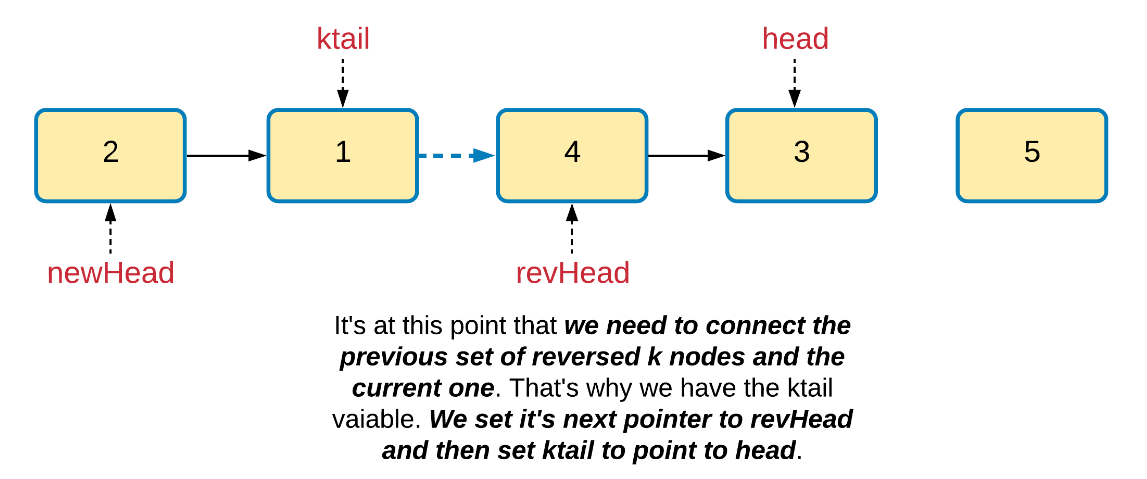 ktail
head
2
1
4
3
5
newHead
revHead
It's at this point that we need to connect the
previous set of reversed k nodes and the
current one. That's why we have the ktail
vaiable. We set it's next pointer to revHead
and then set ktail to point to head.